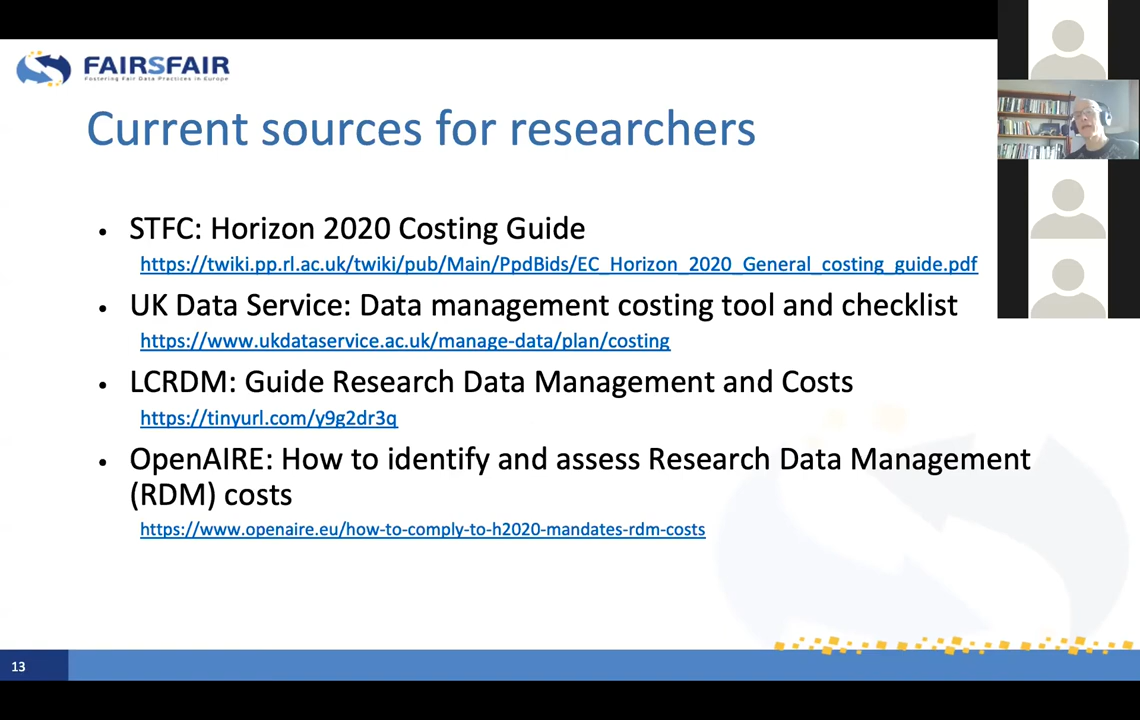 FAIRSFAIR
Fostering Fair Data Practices in Europe
Current sources for researchers
• STFC: Horizon 2020 Costing Guide
https://twiki.pp.rl.ac.uk/twiki/pub/Main/PpdBids/EC_Horizon_2020_General_costing_guide.pdf
• UK Data Service: Data management costing tool and checklist
https://www.ukdataservice.ac.uk/manage-data/plan/costing
• LCRDM: Guide Research Data Management and Costs
https://tinyurl.com/y9g2dr3q
• OpenAIRE: How to identify and assess Research Data Management
(RDM) costs
https://www.openaire.eu/how-to-comply-to-h2020-mandates-rdm-costs
13